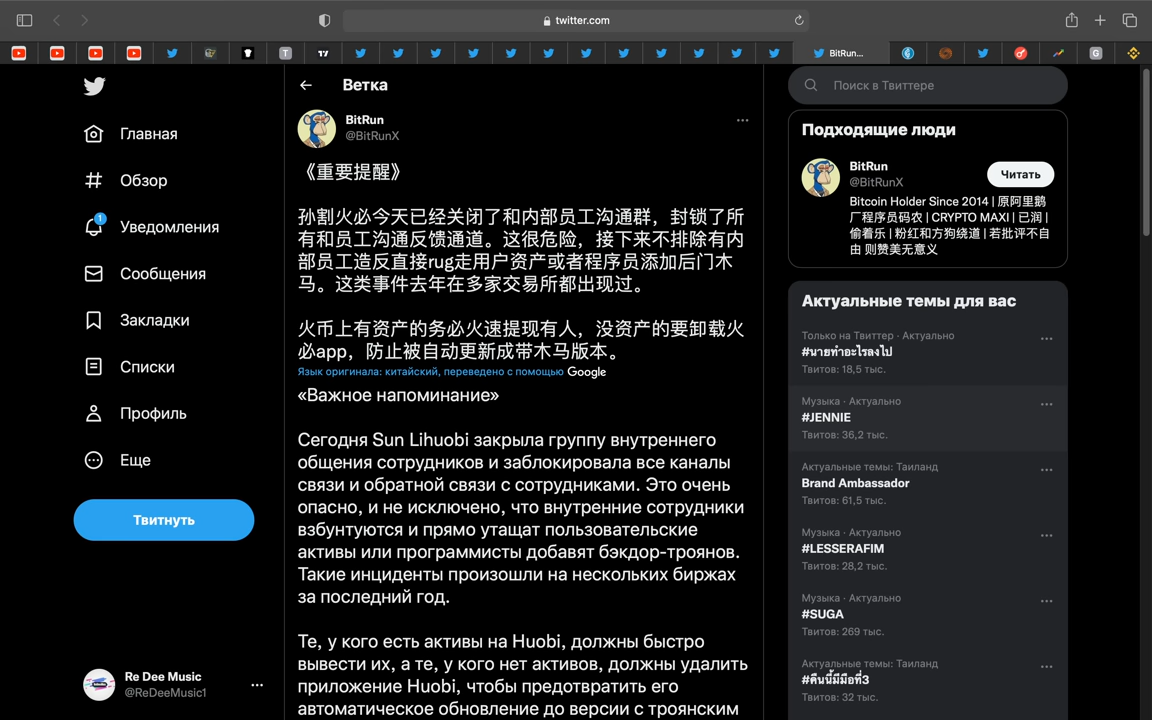 twitter.com
T
17
BitRun...
G
Ветка
BitRun
@BitRunX
《重要提醒》
孙割火必今天已经关闭了和内部员工沟通群，封锁了所
有和员工沟通反馈通道。这很危险，接下来不排除有内
部员工造反直接rug走用户资产或者程序员添加后门木
马。这类事件去年在多家交易所都出现过。
火币上有资产的务必火速提现有人，没资产的要卸载火
必app，防止被自动更新成带木马版本。
Язык оригинала: китайский, переведено с помощью Google
«Важное напоминание»
Сегодня Sun Lihuobi закрыла группу внутреннего
общения сотрудников и заблокировала все каналы
связи и обратной связи с сотрудниками. Это очень
опасно, и не исключено, что внутренние сотрудники
взбунтуются и прямо утащат пользовательские
активы или программисты добавят бэкдор-троянов.
Такие инциденты произошли на нескольких биржах
за последний год.
Те, у кого есть активы на Huobi, должны быстро
вывести их, а те, у кого нет активов, должны удалить
приложение Huobi, чтобы предотвратить его
автоматическое обновление до версии с троянским
Главная
Обзор
1
Уведомления
Сообщения
Закладки
Списки
Профиль
Еще
Твитнуть
Re Dee Music
@ReDeeMusic1
Поиск в Твиттере
Подходящие люди
BitRun
@BitRunX
Читать
Bitcoin Holder Since 2014 | 原阿里鹅
厂程序员码农 | CRYPTO MAXI | 已润 |
偷着乐 | 粉红和方狗绕道 | 若批评不自
由 则赞美无意义
Актуальные темы для вас
Только на Твиттер · Актуально
#นายทำอะไรลงไป
Твитов: 18,5 тыс.
Музыка · Актуально
#JENNIE
Твитов: 36,2 тыс.
Актуальные темы: Таиланд
Brand Ambassador
Твитов: 61,5 тыс.
Музыка · Актуально
#LESSERAFIM
Твитов: 28,2 тыс.
Музыка · Актуально
#SUGA
Твитов: 269 тыс.
Актуальные темы: Таиланд
#คืนนี้มีมือที่3
Твитов: 32 тыс.